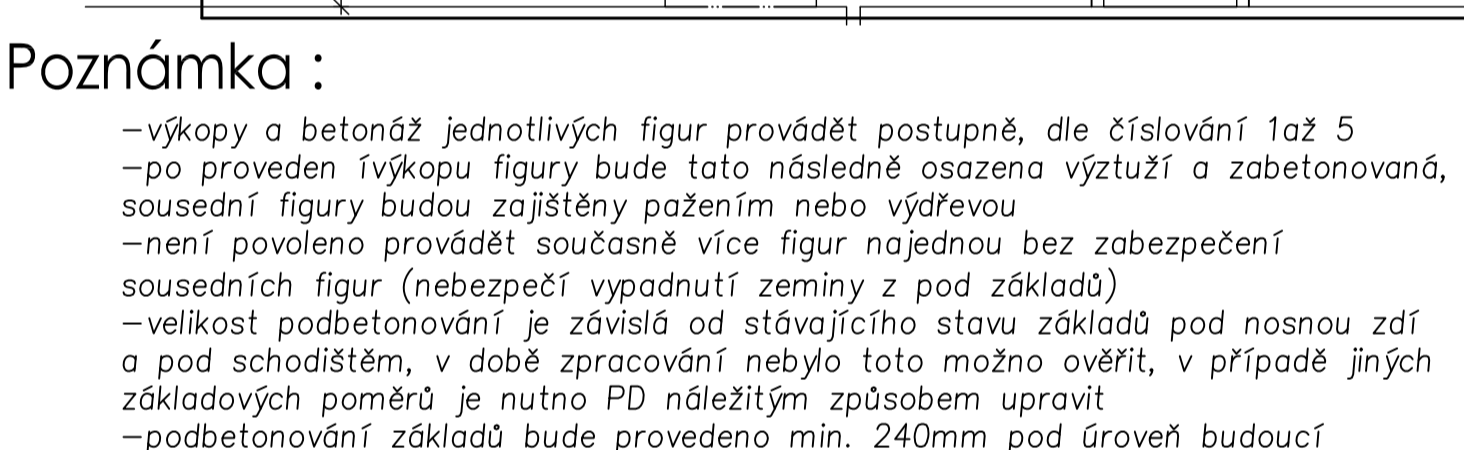 Poznámka :
-výkopy a betonáž jednotlivých figur provádět postupně, dle číslování 1až 5
-po proveden ívýkopu figury bude tato následně osazena výztuží a zabetonovaná,
sousední figury budou zajištěny pažením nebo výdřevou
-není povoleno provádět současně více figur najednou bez zabezpečení
sousedních figur (nebezpečí vypadnutí zeminy z pod základů)
-velikost podbetonování je závislá od stávajícího stavu základů pod nosnou zdí
a pod schodištěm, v době zpracování nebylo toto možno ověřit, v případě jiných
základových poměrů je nutno PD náležitým způsobem upravit
-podbetonování základů bude provedeno min. 240mm pod úroveň budoucí